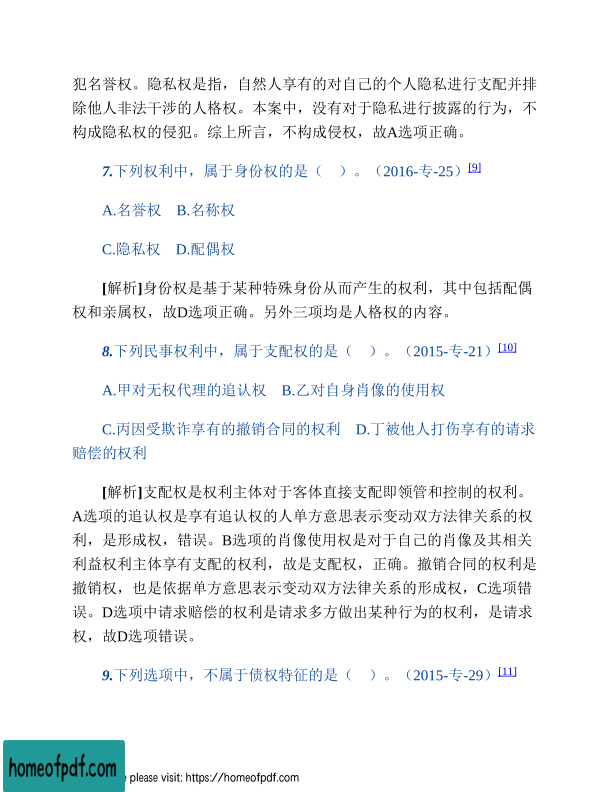 犯名誉权。隐私权是指，自然人享有的对自己的个人隐私进行支配并排
除他人非法干涉的人格权。本案中，没有对于隐私进行披露的行为，不
构成隐私权的侵犯。综上所言，不构成侵权，故A选项正确。
7.下列权利中，属于身份权的是（　）。（2016-专-25）[9]
A.名誉权　B.名称权
C.隐私权　D.配偶权
[解析]身份权是基于某种特殊身份从而产生的权利，其中包括配偶
权和亲属权，故D选项正确。另外三项均是人格权的内容。
8.下列民事权利中，属于支配权的是（　）。（2015-专-21）[10]
A.甲对无权代理的追认权　B.乙对自身肖像的使用权
C.丙因受欺诈享有的撤销合同的权利　D.丁被他人打伤享有的请求
赔偿的权利
[解析]支配权是权利主体对于客体直接支配即领管和控制的权利。
A选项的追认权是享有追认权的人单方意思表示变动双方法律关系的权
利，是形成权，错误。B选项的肖像使用权是对于自己的肖像及其相关
利益权利主体享有支配的权利，故是支配权，正确。撤销合同的权利是
撤销权，也是依据单方意思表示变动双方法律关系的形成权，C选项错
误。D选项中请求赔偿的权利是请求多方做出某种行为的权利，是请求
权，故D选项错误。
9.下列选项中，不属于债权特征的是（　）。（2015-专-29）[11]
homeofpdf.com
e please visit: https://homeofpdf.com